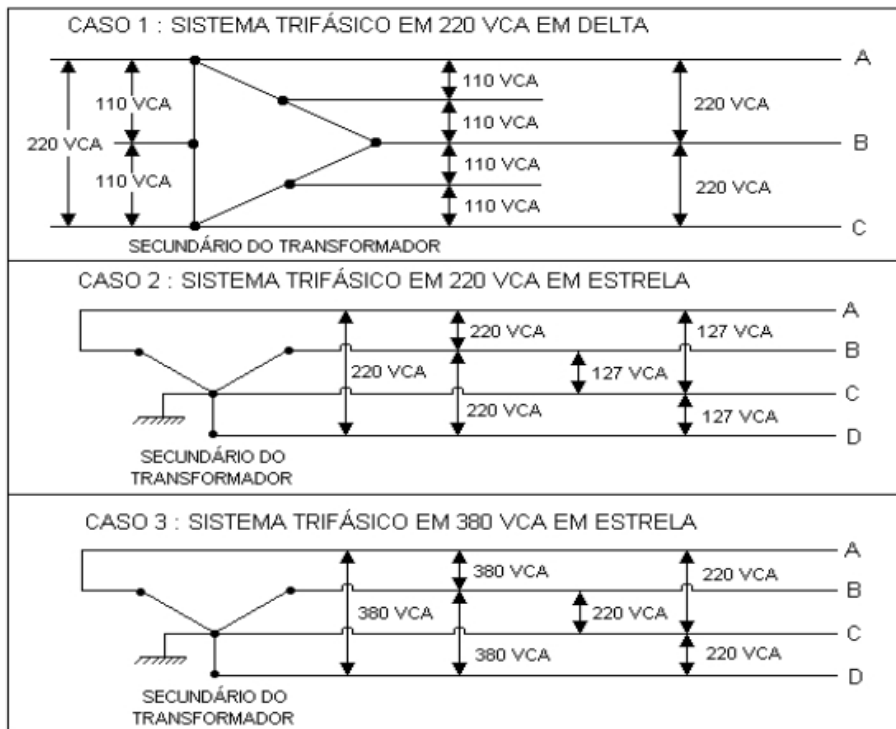 CASO 1 : SISTEMA TRIFÁSICO EM 220 VCA EM DELTA
A
110 VCA
110 VCA
220 VCA
110 VCA
220 VCA
B
110 VCA
110 VCA
220 VCA
110 VCA
C
SECUNDÁRIO DO TRANSFORMADOR
CASO 2 : SISTEMA TRIFÁSICO EM 220 VCA EM ESTRELA
A
220 VCA
127 VCA
B
220 VCA
127 VCA
C
220 VCA
127 VCA
D
SECUNDÁRIO DO
TRANSFORMADOR
CASO 3 : SISTEMA TRIFÁSICO EM 380 VCA EM ESTRELA
A
380 VCA
220 VCA
B
380 VCA
220 VCA
C
380 VCA
220 VCA
D
SECUNDÁRIO DO
TRANSFORMADOR